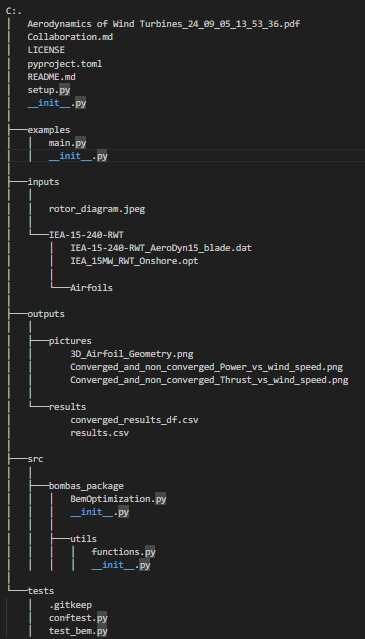 C:.
│   Aerodynamics of Wind Turbines_24_09_05_13_53_36.pdf
│   Collaboration.md
│   LICENSE
│   pyproject.toml
│   README.md
│   setup.py
│   __init__.py
│
├───examples
│   │   main.py
│   │   __init__.py
│
├───inputs
│   │
│   │   rotor_diagram.jpeg
│   │
│   └───IEA-15-240-RWT
│       │   IEA-15-240-RWT_AeroDyn15_blade.dat
│       │   IEA_15MW_RWT_Onshore.opt
│       │
│       └───Airfoils
│
├───outputs
│   │
│   ├───pictures
│   │       3D_Airfoil_Geometry.png
│   │       Converged_and_non_converged_Power_vs_wind_speed.png
│   │       Converged_and_non_converged_Thrust_vs_wind_speed.png
│   │
│   └───results
│           converged_results_df.csv
│           results.csv
│
├───src
│   │
│   ├───bombas_package
│   │   │   BemOptimization.py
│   │   │   __init__.py
│   │   │
│   │   ├───utils
│   │   │   │   functions.py
│   │   │   │   __init__.py
│
└───tests
    │   .gitkeep
    │   conftest.py
    │   test_bem.py